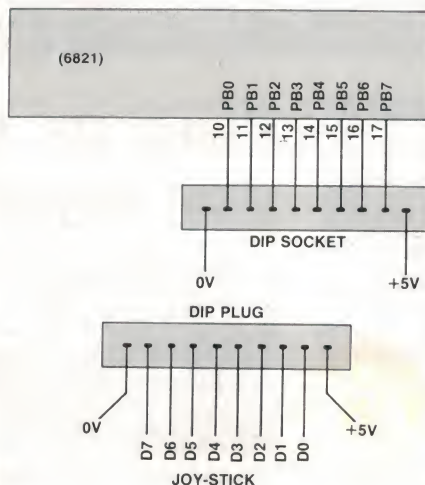 (6821)
PB0 PB1 PB2 PB3 PB4 PB5 PB6 PB7
10 11 12 13 14 15 16 17
DIP SOCKET
0V +5V
DIP PLUG
0V +5V
D7 D6 D5 D4 D3 D2 D1 D0
JOY-STICK